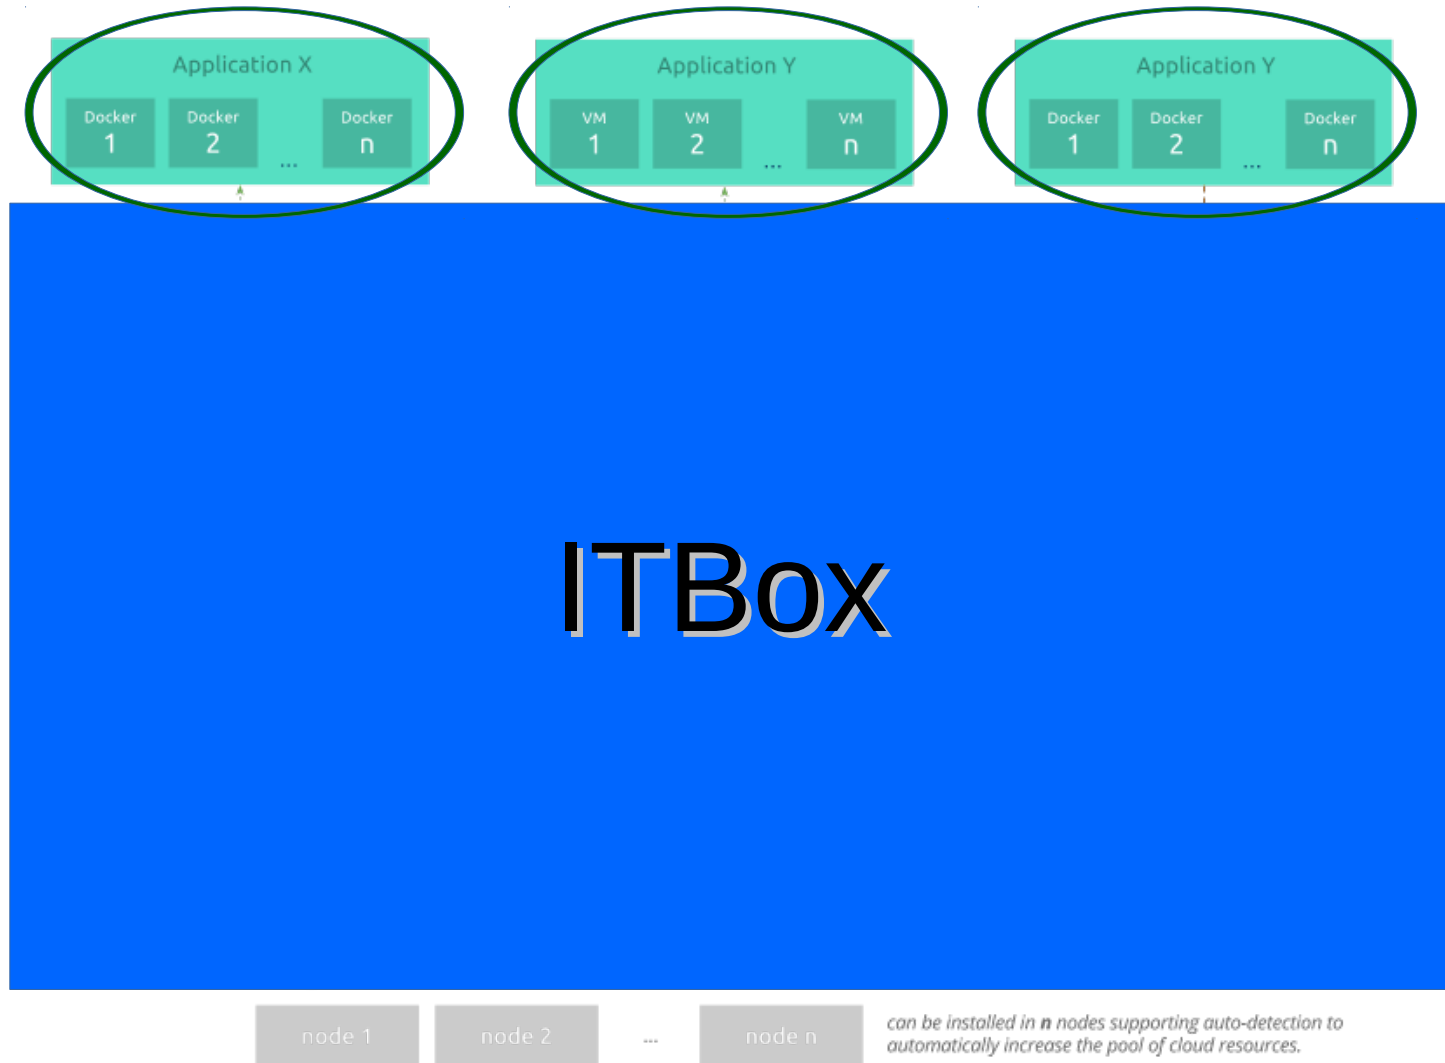 Application X
Docker 1
Docker 2
...
Docker n
Application Y
VM 1
VM 2
...
VM n
Application Y
Docker 1
Docker 2
...
Docker n
ITBox
node 1
node 2
...
node n
can be installed in n nodes supporting auto-detection to
automatically increase the pool of cloud resources.